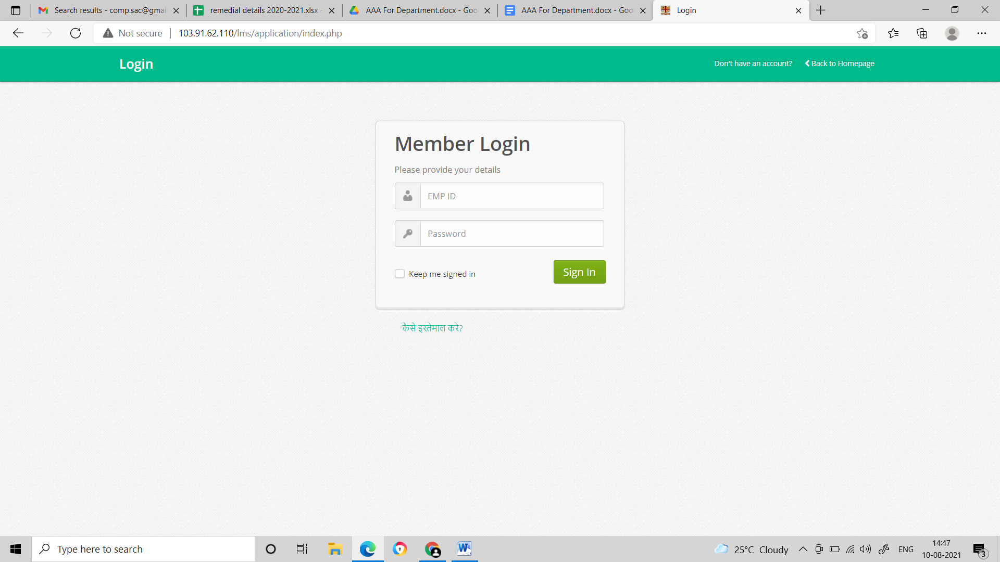 Search results - comp.sac@gmai
remedial details 2020-2021.xlsx -
AAA For Department.docx - Goo
AAA For Department.docx - Goo
Login
Not secure
103.91.62.110/lms/application/index.php
Login
Don't have an account?
Back to Homepage
Member Login
Please provide your details
EMP ID
Password
Keep me signed in
Sign In
कैसे इस्तेमाल करे?
Type here to search
25°C Cloudy
ENG
14:47
10-08-2021
3